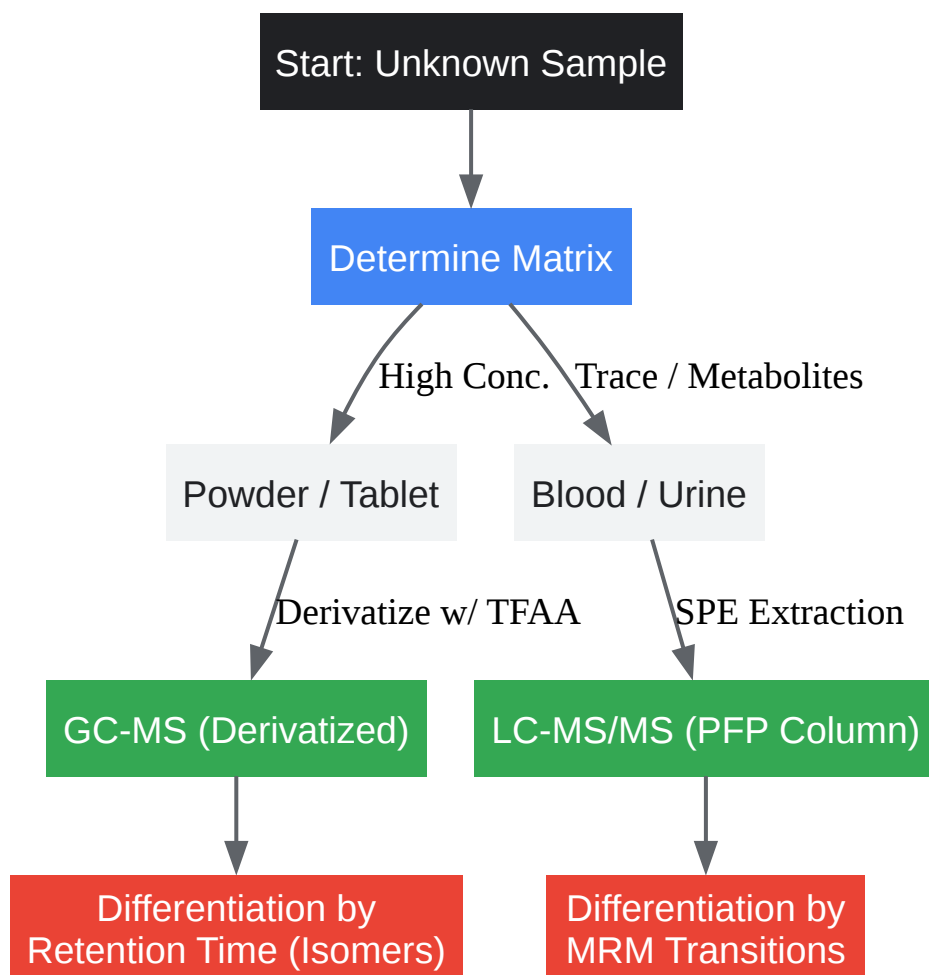 Start: Unknown Sample
Determine Matrix
High Conc.
Trace / Metabolites
Powder / Tablet
Blood / Urine
Derivatize w/ TFAA
SPE Extraction
GC-MS (Derivatized)
LC-MS/MS (PFP Column)
Differentiation by
Retention Time (Isomers)
Differentiation by
MRM Transitions